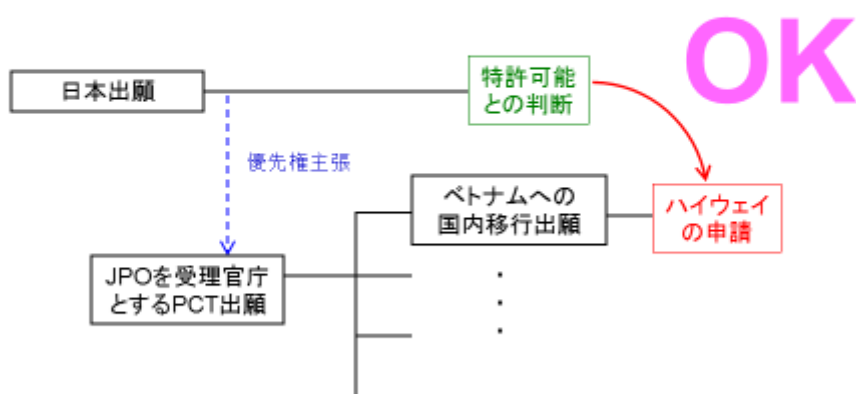 OK
日本出願
特許可能
との判断
優先権主張
ベトナムへの
国内移行出願
ハイウェイ
の申請
JPOを受理官庁
とするPCT出願